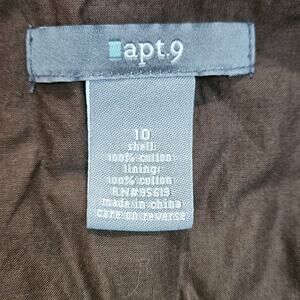 apt.9
10
shell:
100% cotton
lining:
100% cotton
RN#95619
made in china
care on reverse